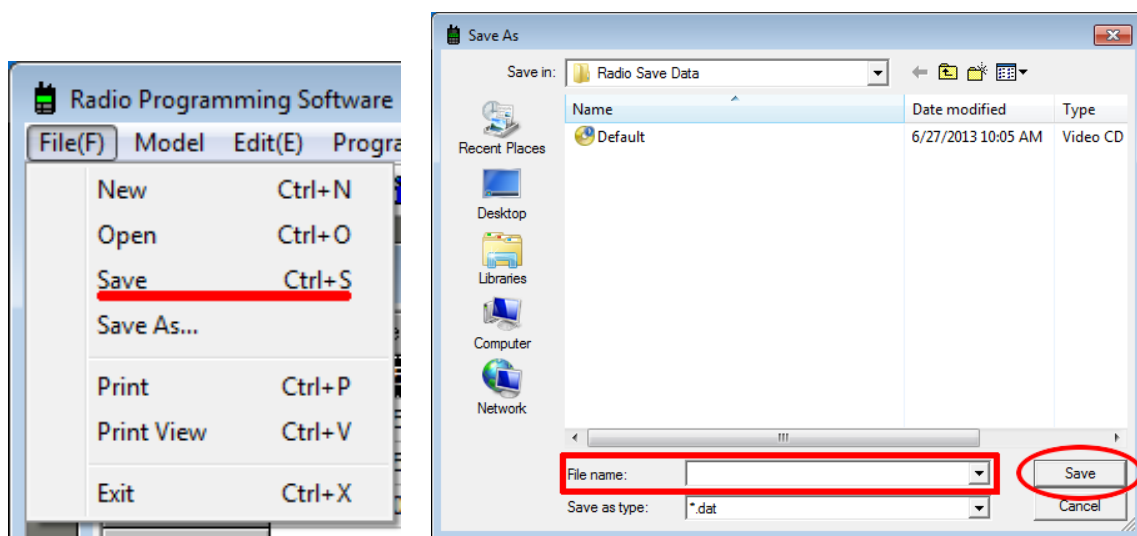 Radio Programming Software
File(F) Model Edit(E) Progra
New Ctrl+N
Open Ctrl+O
Save Ctrl+S
Save As...
Print Ctrl+P
Print View Ctrl+V
Exit Ctrl+X
Save As
Save in: Radio Save Data
Name Date modified Type
Default 6/27/2013 10:05 AM Video CD
Recent Places
Desktop
Libraries
Computer
Network
File name: Save
Save as type: *.dat Cancel